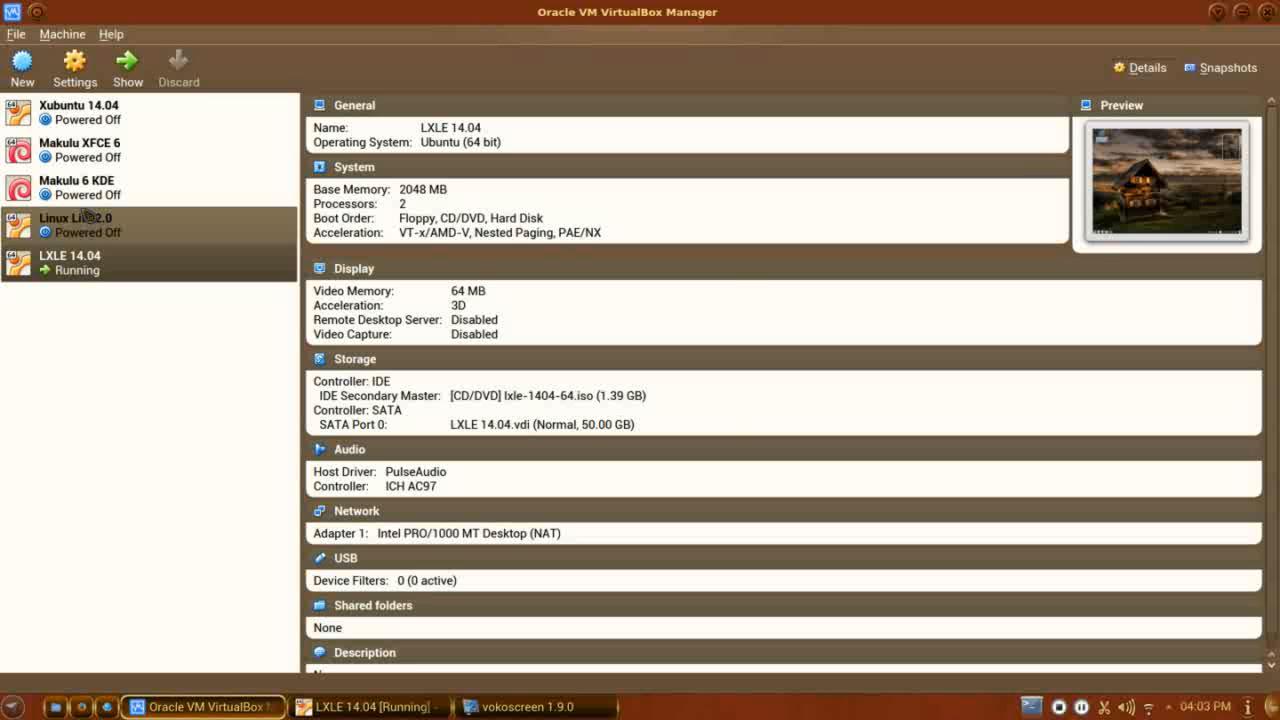 Oracle VM VirtualBox Manager
File Machine Help
New Settings Show Discard
Details Snapshots
64 Xubuntu 14.04
Powered Off
64 Makulu XFCE 6
Powered Off
Makulu 6 KDE
Powered Off
64 Linux 2.0
Powered Off
64 LXLE 14.04
Running
General
Name: LXLE 14.04
Operating System: Ubuntu (64 bit)
System
Base Memory: 2048 MB
Processors: 2
Boot Order: Floppy, CD/DVD, Hard Disk
Acceleration: VT-x/AMD-V, Nested Paging, PAE/NX
Preview
Display
Video Memory: 64 MB
Acceleration: 3D
Remote Desktop Server: Disabled
Video Capture: Disabled
Storage
Controller: IDE
IDE Secondary Master: [CD/DVD] lxle-1404-64.iso (1.39 GB)
Controller: SATA
SATA Port 0: LXLE 14.04.vdi (Normal, 50.00 GB)
Audio
Host Driver: PulseAudio
Controller: ICH AC97
Network
Adapter 1: Intel PRO/1000 MT Desktop (NAT)
USB
Device Filters: 0 (0 active)
Shared folders
None
Description
Oracle VM VirtualBox LXLE 14.04 [Running] - vokoscreen 1.9.0 04:03 PM